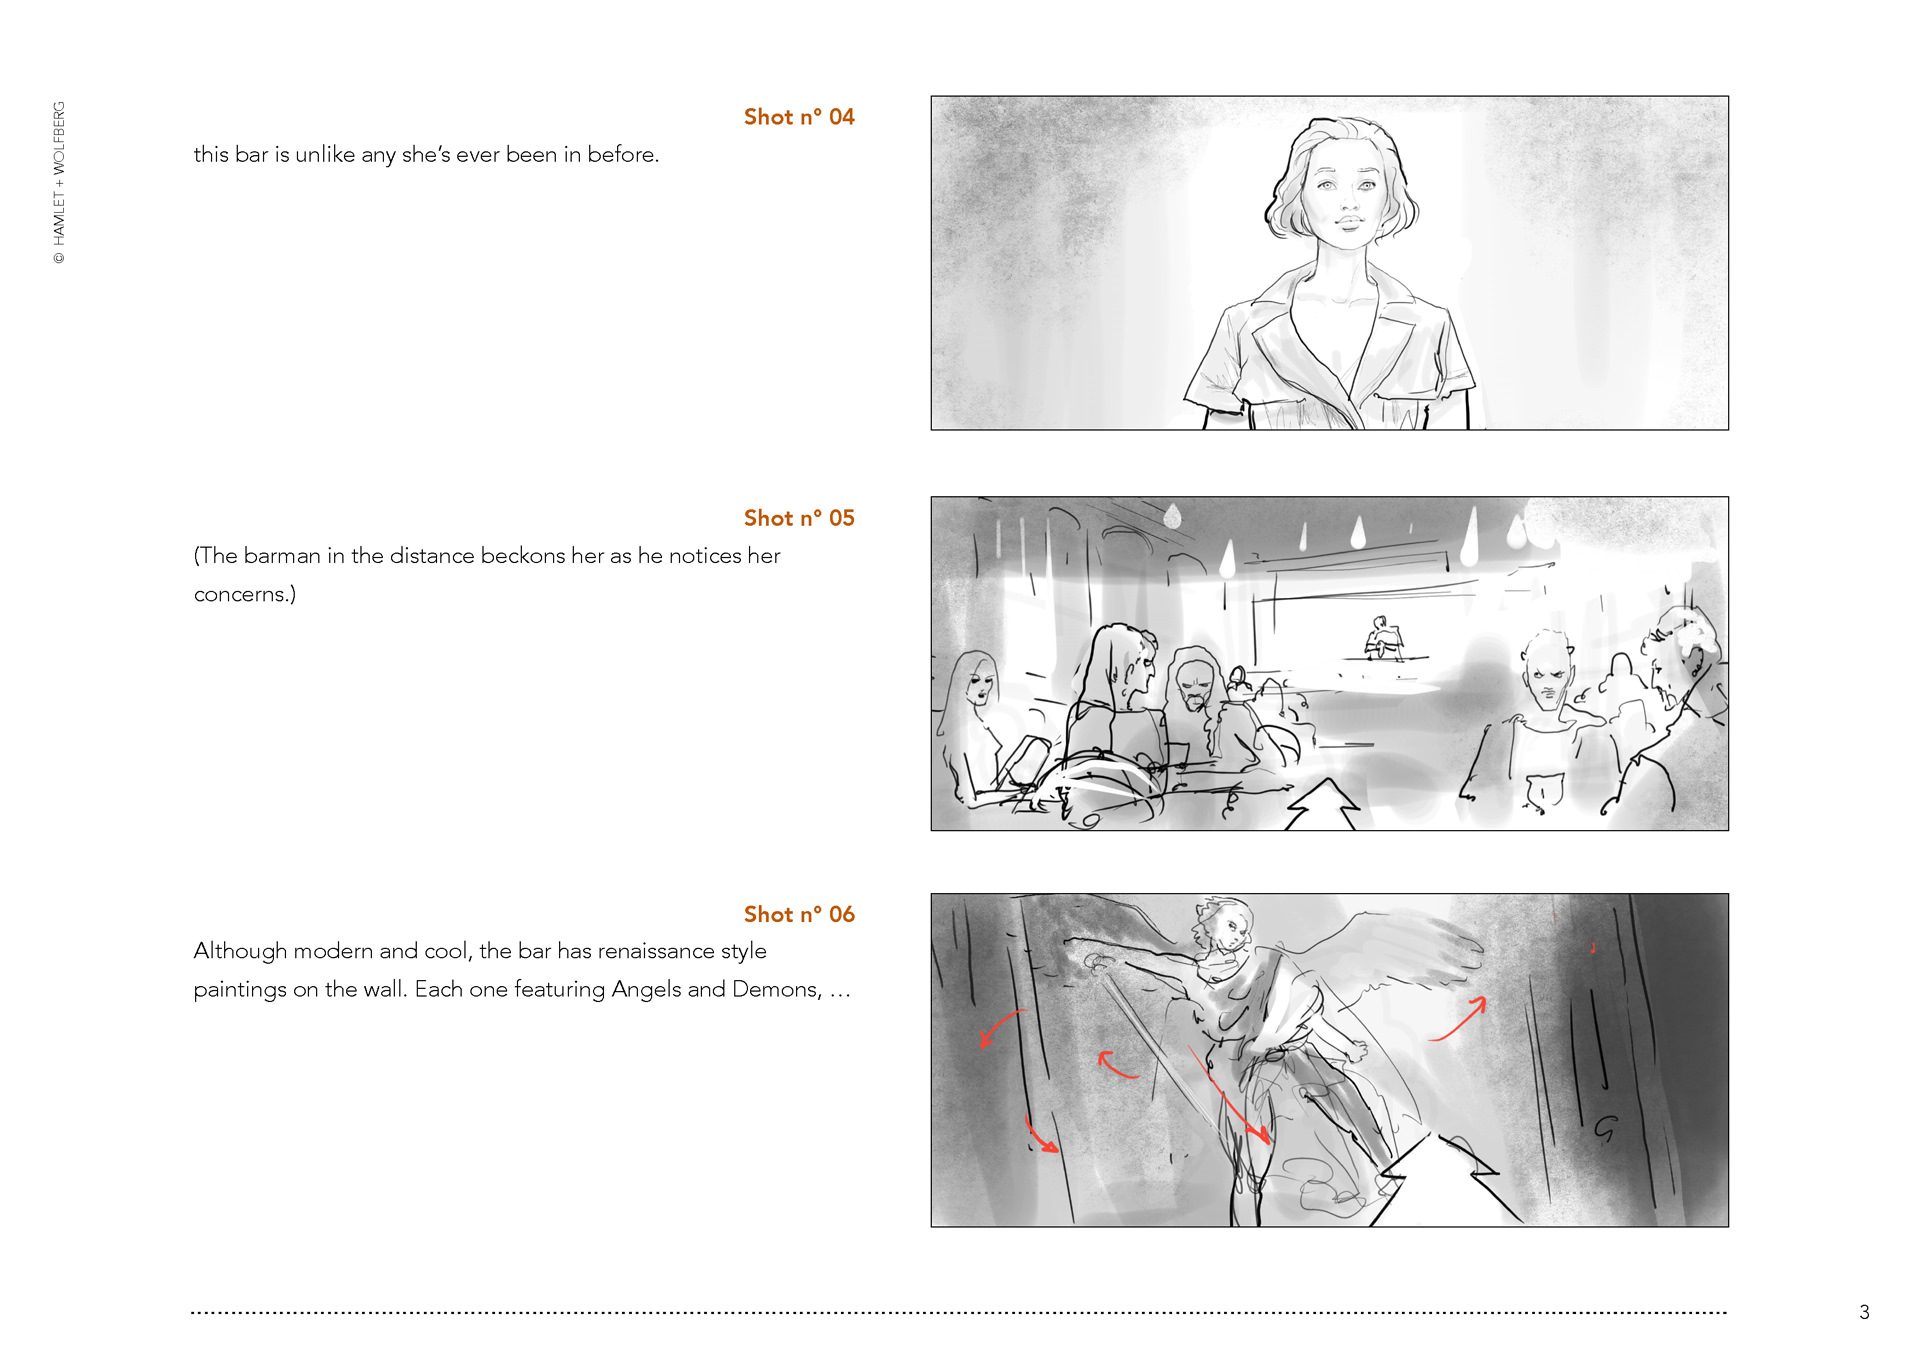 © HAMLET + WOLFBERG
Shot n° 04
this bar is unlike any she’s ever been in before.
Shot n° 05
(The barman in the distance beckons her as he notices her
concerns.)
Shot n° 06
Although modern and cool, the bar has renaissance style
paintings on the wall. Each one featuring Angels and Demons, …
3